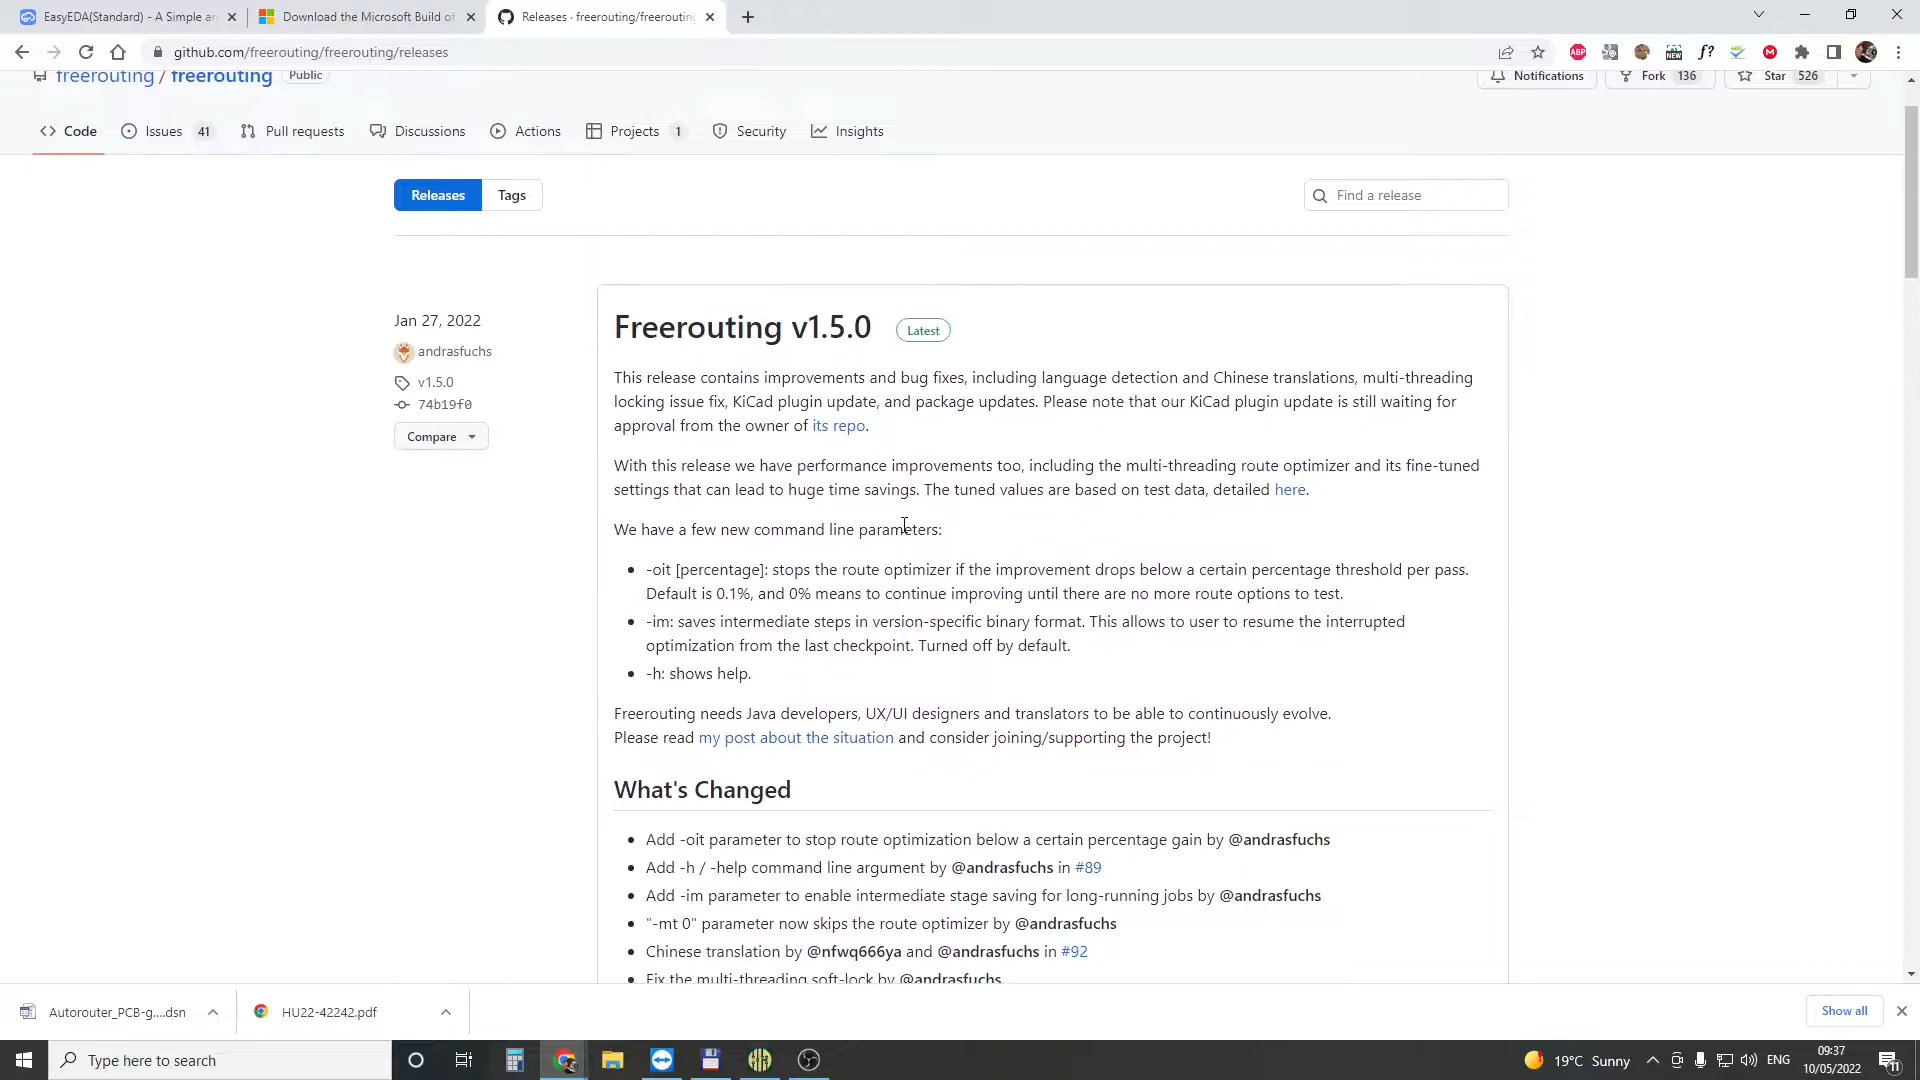 EasyEDA(Standard) - A Simple an
Download the Microsoft Build of
Releases · freerouting/freerouting
github.com/freerouting/freerouting/releases
ABP
NEW
f?
M
freerouting / freerouting Public
Notifications
Fork 136
Star 526
Code
Issues 41
Pull requests
Discussions
Actions
Projects 1
Security
Insights
Releases
Tags
Find a release
Jan 27, 2022
andrasfuchs
v1.5.0
74b19f0
Compare
Freerouting v1.5.0 Latest
This release contains improvements and bug fixes, including language detection and Chinese translations, multi-threading
locking issue fix, KiCad plugin update, and package updates. Please note that our KiCad plugin update is still waiting for
approval from the owner of its repo.
With this release we have performance improvements too, including the multi-threading route optimizer and its fine-tuned
settings that can lead to huge time savings. The tuned values are based on test data, detailed here.
We have a few new command line parameters:
-oit [percentage]: stops the route optimizer if the improvement drops below a certain percentage threshold per pass.
Default is 0.1%, and 0% means to continue improving until there are no more route options to test.
-im: saves intermediate steps in version-specific binary format. This allows to user to resume the interrupted
optimization from the last checkpoint. Turned off by default.
-h: shows help.
Freerouting needs Java developers, UX/UI designers and translators to be able to continuously evolve.
Please read my post about the situation and consider joining/supporting the project!
What's Changed
Add -oit parameter to stop route optimization below a certain percentage gain by @andrasfuchs
Add -h / -help command line argument by @andrasfuchs in #89
Add -im parameter to enable intermediate stage saving for long-running jobs by @andrasfuchs
"-mt 0" parameter now skips the route optimizer by @andrasfuchs
Chinese translation by @nfwq666ya and @andrasfuchs in #92
Fix the multi-threading soft-lock by @andrasfuchs
Autorouter_PCB-g....dsn
HU22-42242.pdf
Show all
Type here to search
19°C Sunny
ENG
09:37
10/05/2022
11